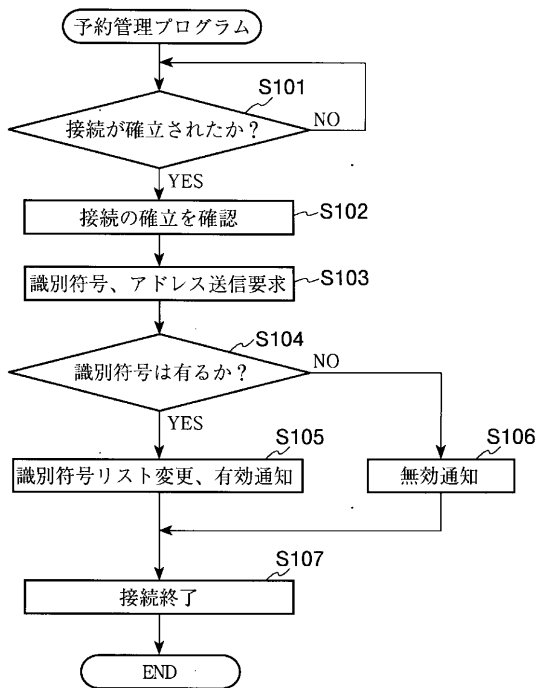 予約管理プログラム
S101
接続が確立されたか？
NO
YES
接続の確立を確認
S102
識別符号、アドレス送信要求
S103
S104
識別符号は有るか？
NO
YES
S105
識別符号リスト変更、有効通知
S106
無効通知
S107
接続終了
END